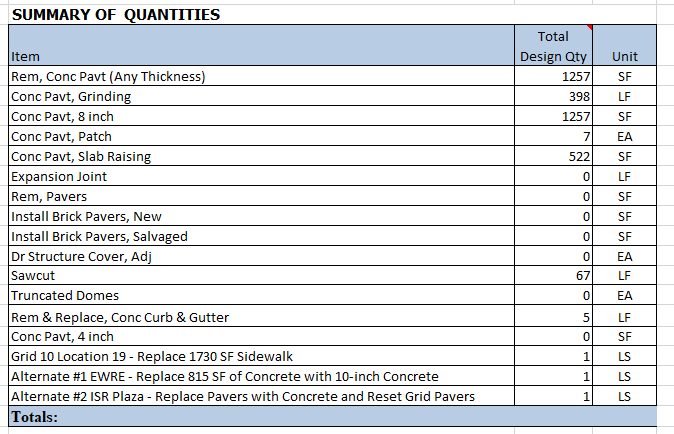 SUMMARY OF QUANTITIES
Total
Item Design Qty Unit
Rem, Conc Pavt (Any Thickness) 1257 SF
Conc Pavt, Grinding 398 LF
Conc Pavt, 8 inch 1257 SF
Conc Pavt, Patch 7 EA
Conc Pavt, Slab Raising 522 SF
Expansion Joint 0 LF
Rem, Pavers 0 SF
Install Brick Pavers, New 0 SF
Install Brick Pavers, Salvaged 0 SF
Dr Structure Cover, Adj 0 EA
Sawcut 67 LF
Truncated Domes 0 EA
Rem & Replace, Conc Curb & Gutter 5 LF
Conc Pavt, 4 inch 0 SF
Grid 10 Location 19 - Replace 1730 SF Sidewalk 1 LS
Alternate #1 EWRE - Replace 815 SF of Concrete with 10-inch Concrete 1 LS
Alternate #2 ISR Plaza - Replace Pavers with Concrete and Reset Grid Pavers 1 LS
Totals: